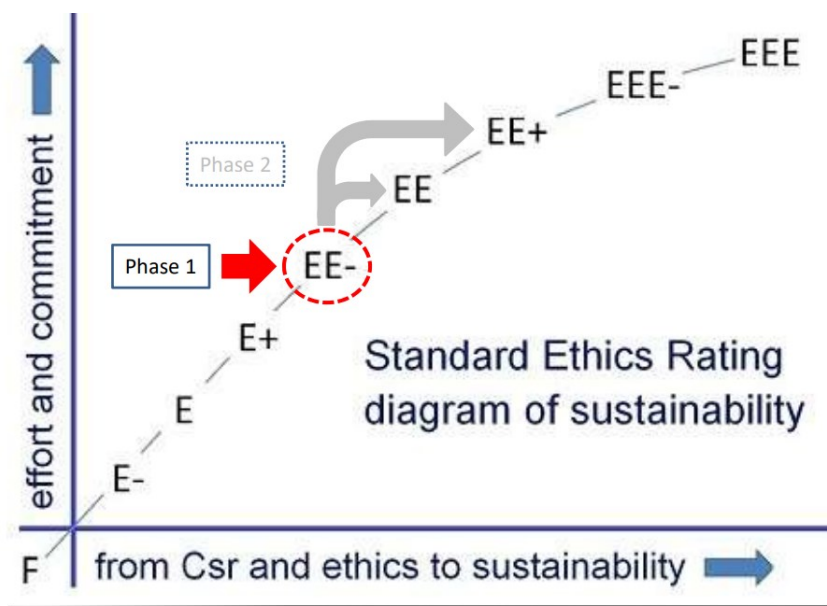 EEE
EEE-
EE+
Phase 2
EE
Phase 1
EE-
E+
Standard Ethics Rating
diagram of sustainability
E
E-
F
effort and commitment
from Csr and ethics to sustainability